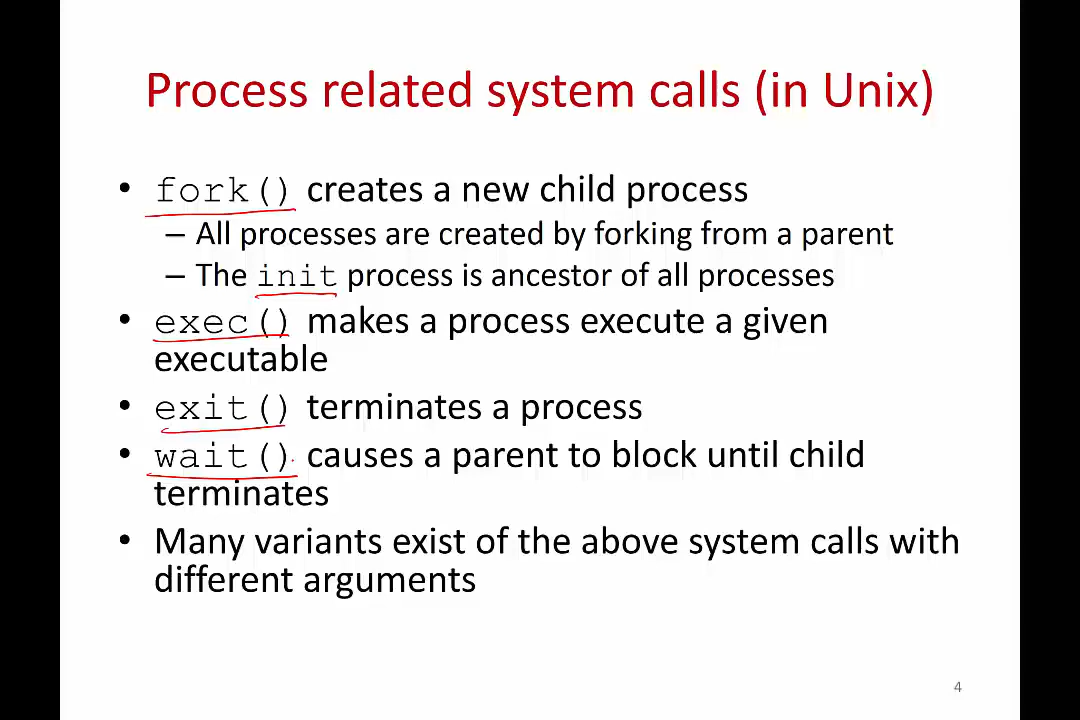 Process related system calls (in Unix)
• fork() creates a new child process
– All processes are created by forking from a parent
– The init process is ancestor of all processes
• exec() makes a process execute a given
executable
• exit() terminates a process
• wait() causes a parent to block until child
terminates
• Many variants exist of the above system calls with
different arguments
4